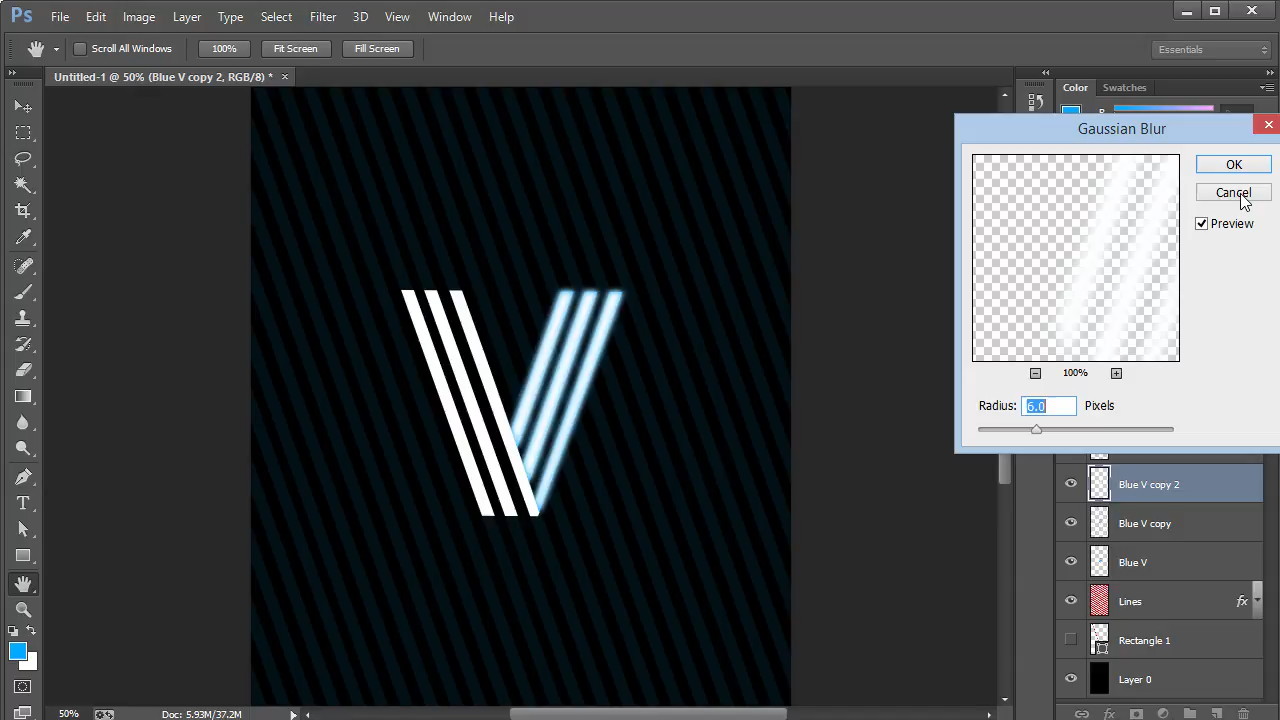 Ps File Edit Image Layer Type Select Filter 3D View Window Help
Scroll All Windows 100% Fit Screen Fill Screen Essentials
Untitled-1 @ 50% (Blue V copy 2, RGB/8) * ×
Color Swatches
Gaussian Blur
OK
Cancel
Preview
100%
Radius: 6.0 Pixels
Blue V copy 2
Blue V copy
Blue V
Lines fx
Rectangle 1
Layer 0
50% Doc: 5.93M/37.2M